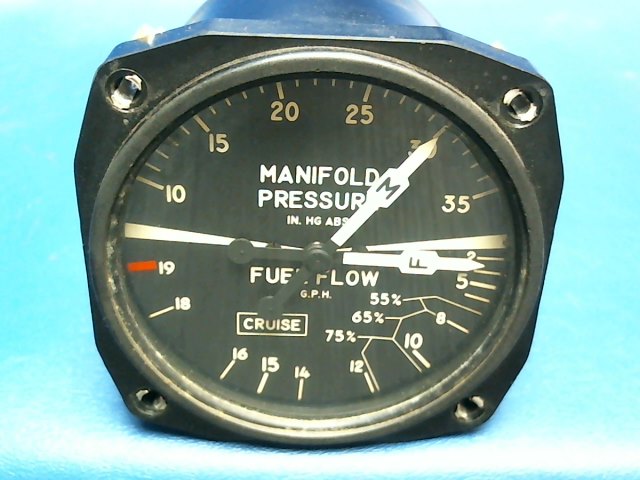 20 25
15 30
10 35
MANIFOLD
PRESSURE
IN. HG ABS
M
F
19 2
FUEL FLOW 5
G.P.H.
18 55% 8
CRUISE 65%
75% 10
16 15 14 12